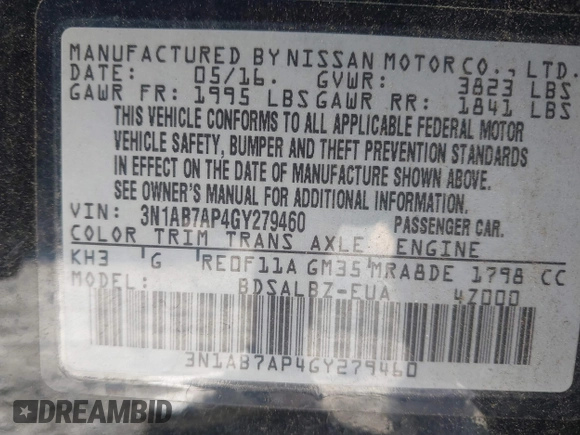 MANUFACTURED BY NISSAN MOTOR CO., LTD.
DATE: 05/16. GVWR: 3823 LBS
GAWR FR: 1995 LBS GAWR RR: 1841 LBS
THIS VEHICLE CONFORMS TO ALL APPLICABLE FEDERAL MOTOR
VEHICLE SAFETY, BUMPER AND THEFT PREVENTION STANDARDS
IN EFFECT ON THE DATE OF MANUFACTURE SHOWN ABOVE.
SEE OWNER'S MANUAL FOR ADDITIONAL INFORMATION.
VIN: 3N1AB7AP4GY279460 PASSENGER CAR.
COLOR TRIM TRANS AXLE ENGINE
KH3 G RE0F11A GM35 MRA8DE 1798 CC
MODEL BDSALBZ-EUA 4Z000
3N1AB7AP4GY279460
DREAMBID